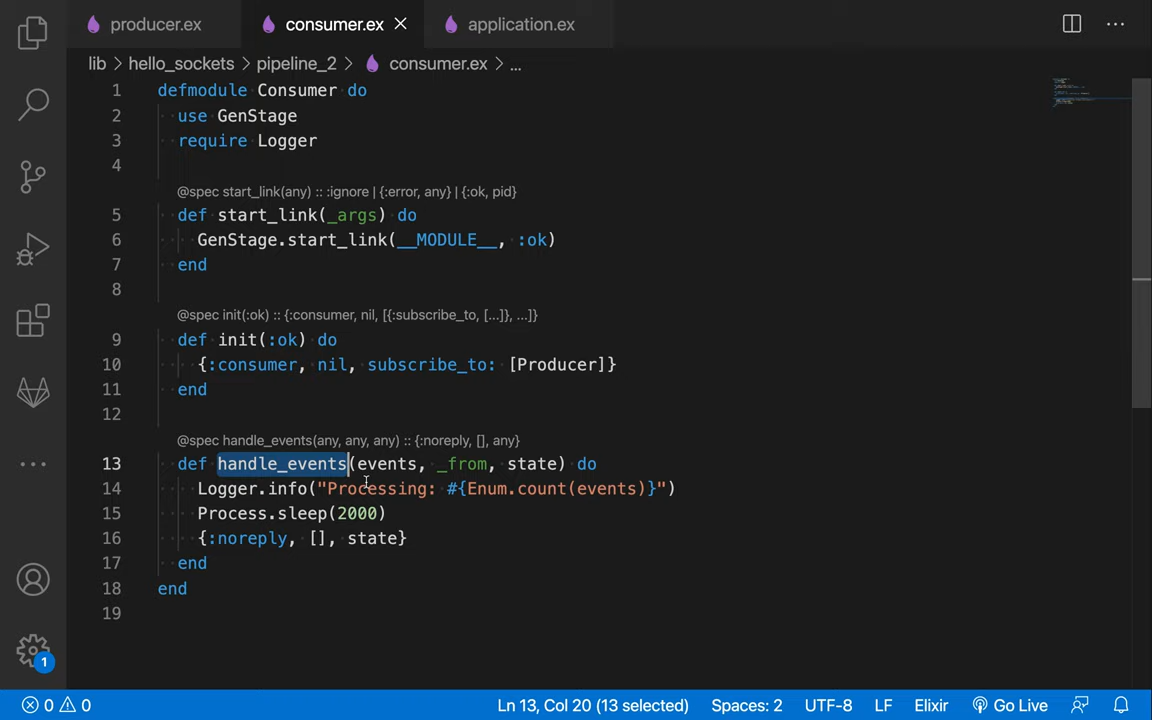 producer.ex consumer.ex application.ex
lib > hello_sockets > pipeline_2 > consumer.ex > ...
1 defmodule Consumer do
2 use GenStage
3 require Logger
4
@spec start_link(any) :: :ignore | {:error, any} | {:ok, pid}
5 def start_link(_args) do
6 GenStage.start_link(__MODULE__, :ok)
7 end
8
@spec init(:ok) :: {:consumer, nil, [{:subscribe_to, [...]}, ...]}
9 def init(:ok) do
10 {:consumer, nil, subscribe_to: [Producer]}
11 end
12
@spec handle_events(any, any, any) :: {:noreply, [], any}
13 def handle_events(events, _from, state) do
14 Logger.info("Processing: #{Enum.count(events)}")
15 Process.sleep(2000)
16 {:noreply, [], state}
17 end
18 end
19
1
0 0 Ln 13, Col 20 (13 selected) Spaces: 2 UTF-8 LF Elixir Go Live